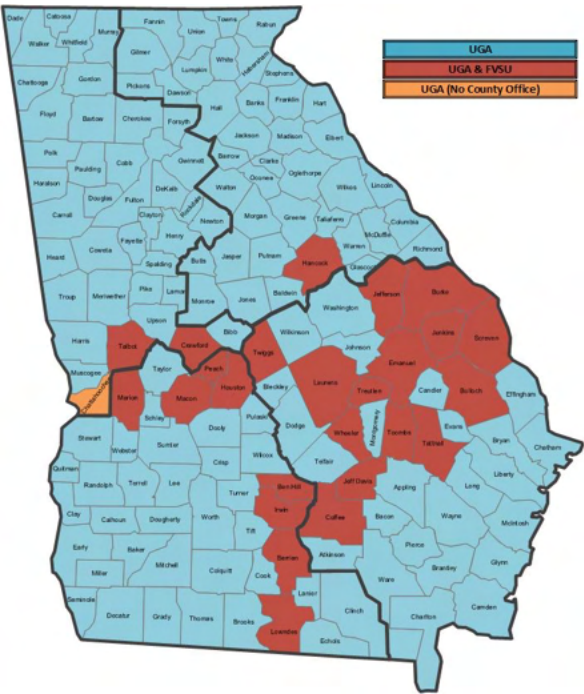 UGA
UGA & FVSU
UGA (No County Office)
Dade
Catoosa
Fannin
Towns
Rabun
Murray
Union
Walker
Whitfield
Gilmer
White
Habersham
Lumpkin
Stephens
Chattooga
Gordon
Pickens
Dawson
Hall
Banks
Franklin
Hart
Floyd
Bartow
Cherokee
Forsyth
Jackson
Madison
Elbert
Polk
Paulding
Cobb
Gwinnett
Barrow
Clarke
Oconee
Oglethorpe
Haralson
Douglas
Fulton
DeKalb
Rockdale
Walton
Wilkes
Lincoln
Carroll
Clayton
Newton
Morgan
Greene
Taliaferro
Columbia
McDuffie
Fayette
Henry
Warren
Richmond
Heard
Coweta
Spalding
Butts
Jasper
Putnam
Hancock
Glascock
Troup
Meriwether
Pike
Lamar
Monroe
Jones
Baldwin
Jefferson
Burke
Washington
Upson
Bibb
Wilkinson
Jenkins
Screven
Harris
Talbot
Crawford
Twiggs
Johnson
Emanuel
Muscogee
Taylor
Peach
Houston
Bleckley
Laurens
Treutlen
Candler
Bulloch
Effingham
Chattahoochee
Marion
Macon
Schley
Pulaski
Dodge
Wheeler
Montgomery
Toombs
Tattnall
Evans
Bryan
Chatham
Stewart
Webster
Sumter
Dooly
Wilcox
Telfair
Quitman
Randolph
Terrell
Lee
Crisp
Turner
Ben Hill
Jeff Davis
Appling
Long
Liberty
Clay
Calhoun
Dougherty
Worth
Tift
Irwin
Coffee
Bacon
Wayne
McIntosh
Early
Baker
Mitchell
Colquitt
Cook
Berrien
Atkinson
Pierce
Brantley
Glynn
Miller
Ware
Seminole
Decatur
Grady
Thomas
Brooks
Lanier
Lowndes
Clinch
Echols
Charlton
Camden